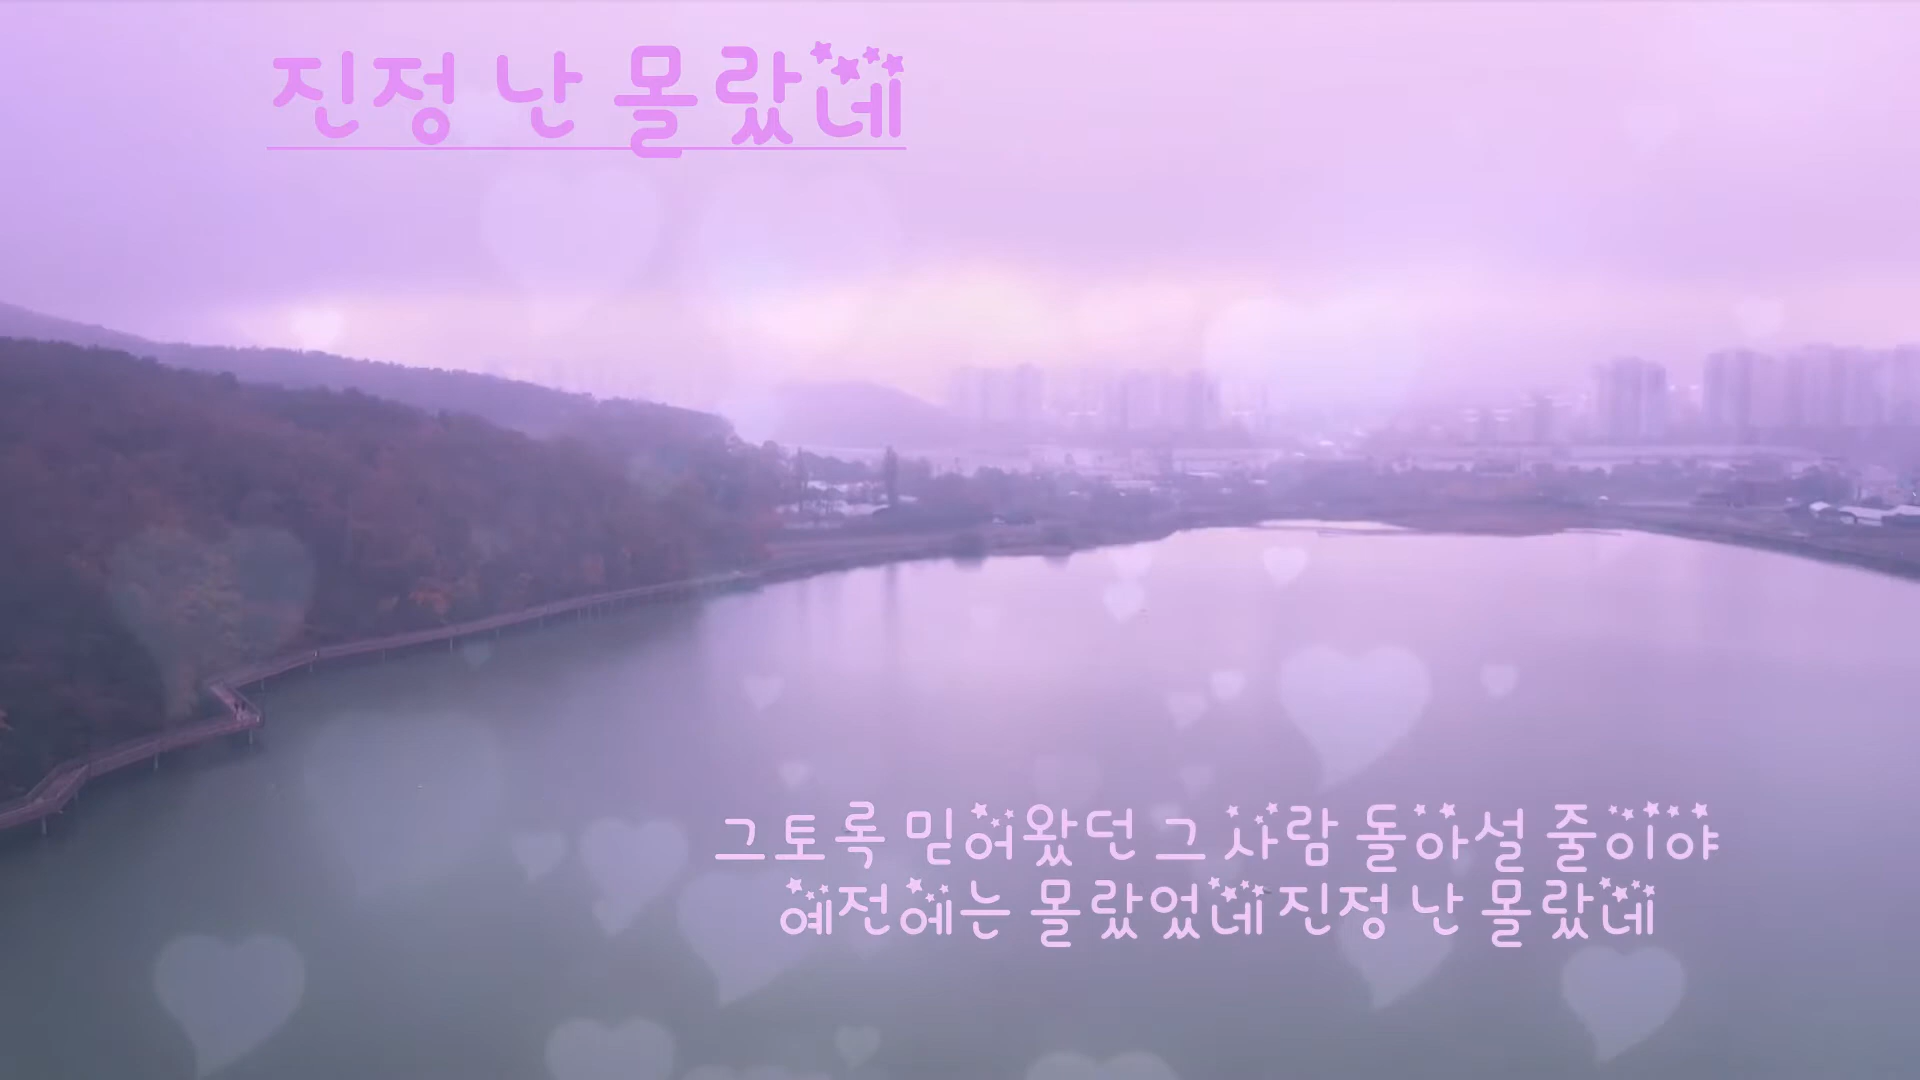 진정 난 몰랐네
그토록 믿어왔던 그 사람 돌아설 줄이야
예전에는 몰랐었네 진정 난 몰랐네